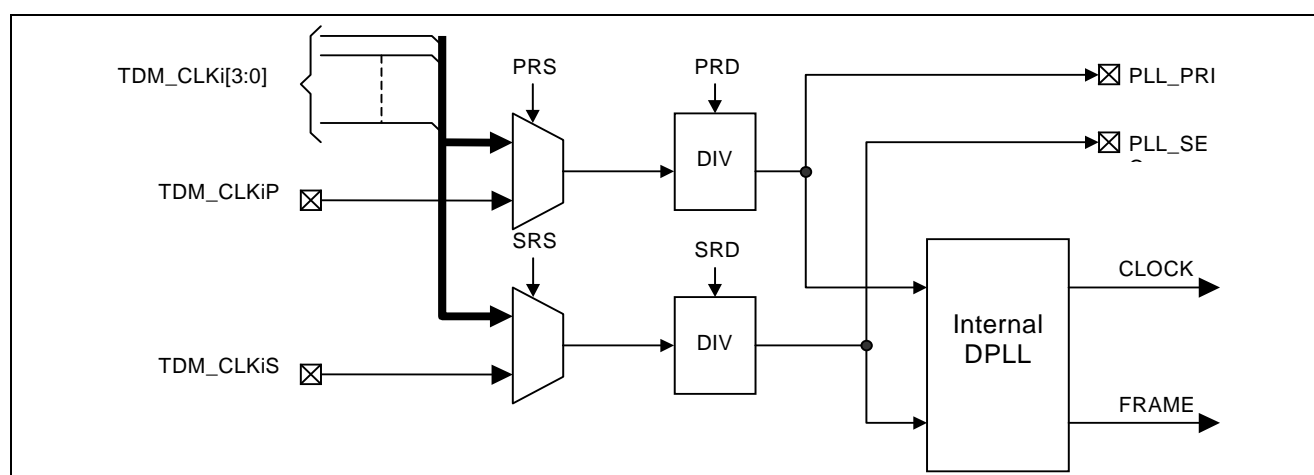 TDM_CLKi[3:0]
PRS
PRD
PLL_PRI
DIV
PLL_SE
TDM_CLKiP
SRS
SRD
CLOCK
DIV
Internal
DPLL
TDM_CLKiS
FRAME